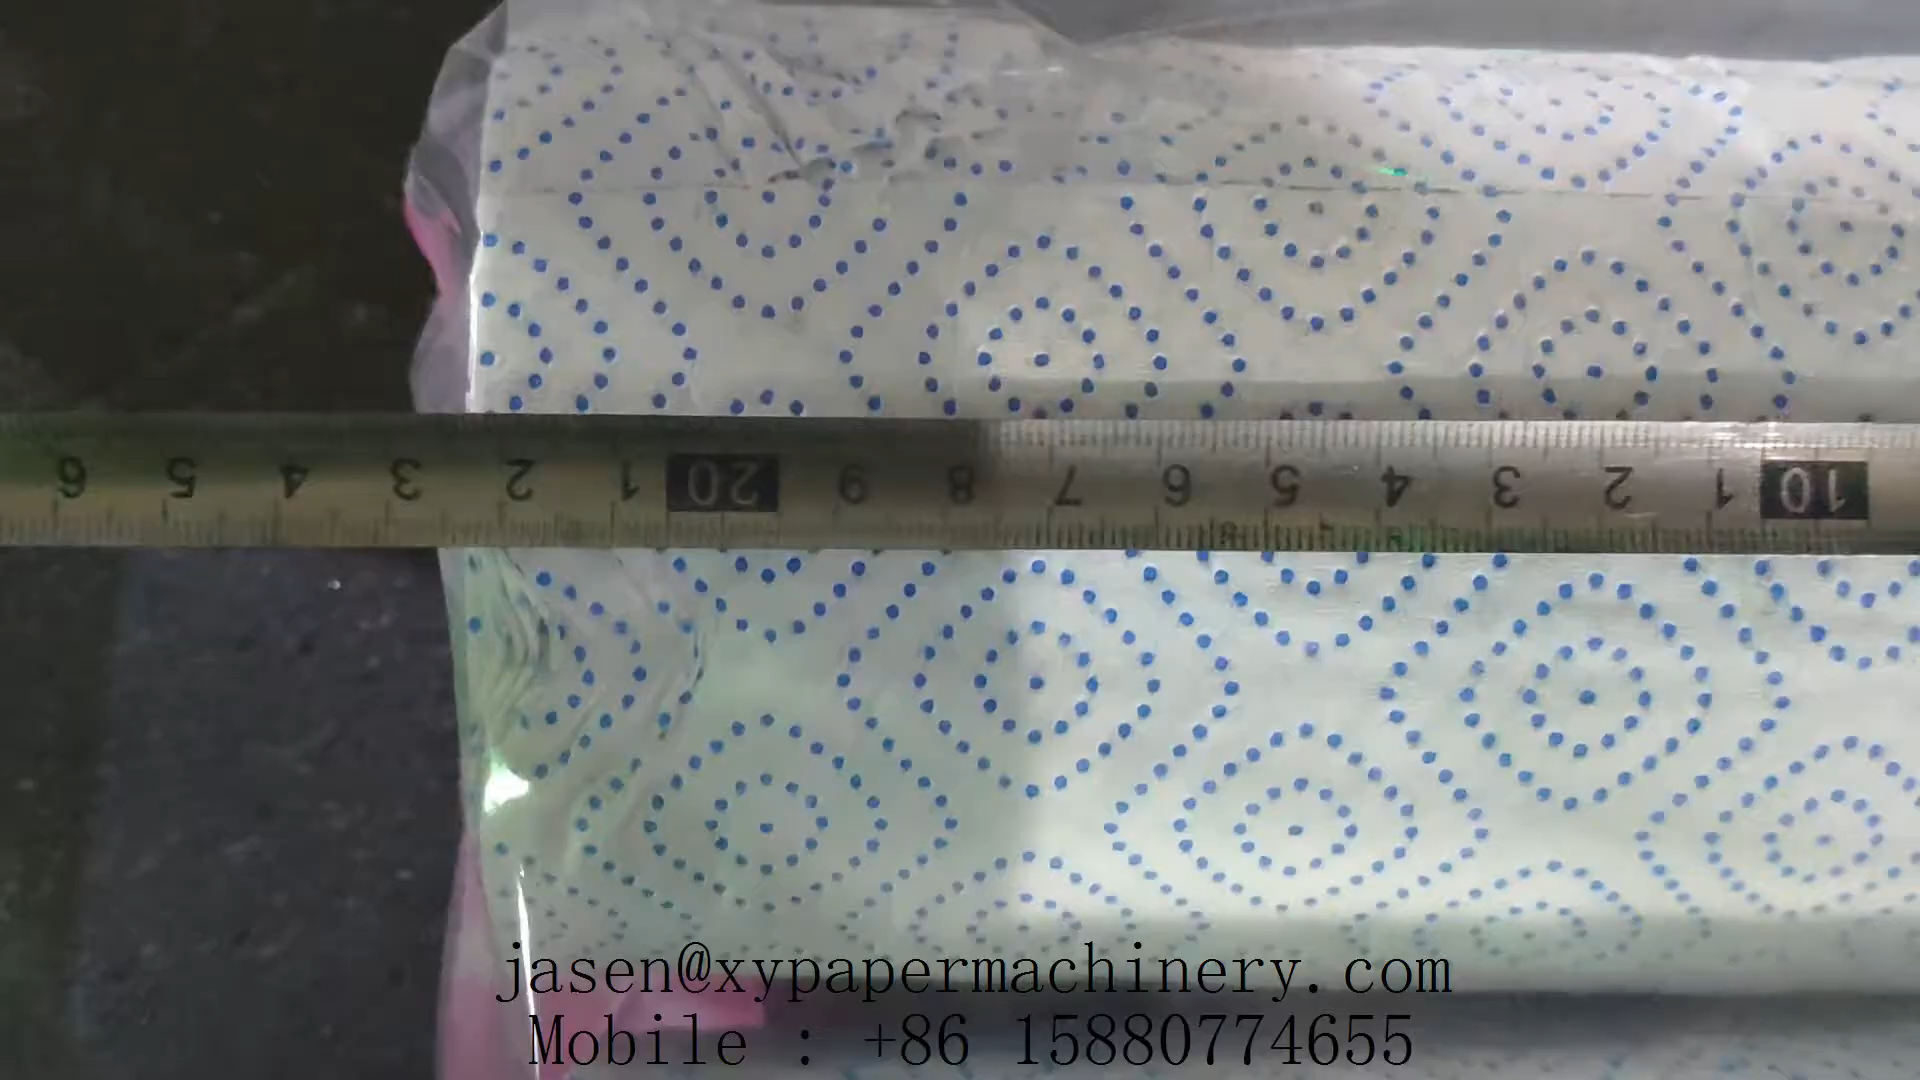 6 5 4 3 2 1 20 9 8 7 6 5 4 3 2 1 10
jasen@xypapermachinery.com
Mobile : +86 15880774655